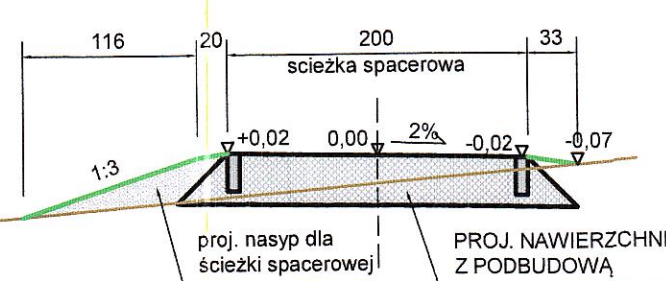 116 20 200 33
scieżka spacerowa
+0,02 0,00 2% -0,02 -0,07
1:3
proj. nasyp dla
ścieżki spacerowej
PROJ. NAWIERZCHNI
Z PODBUDOWĄ